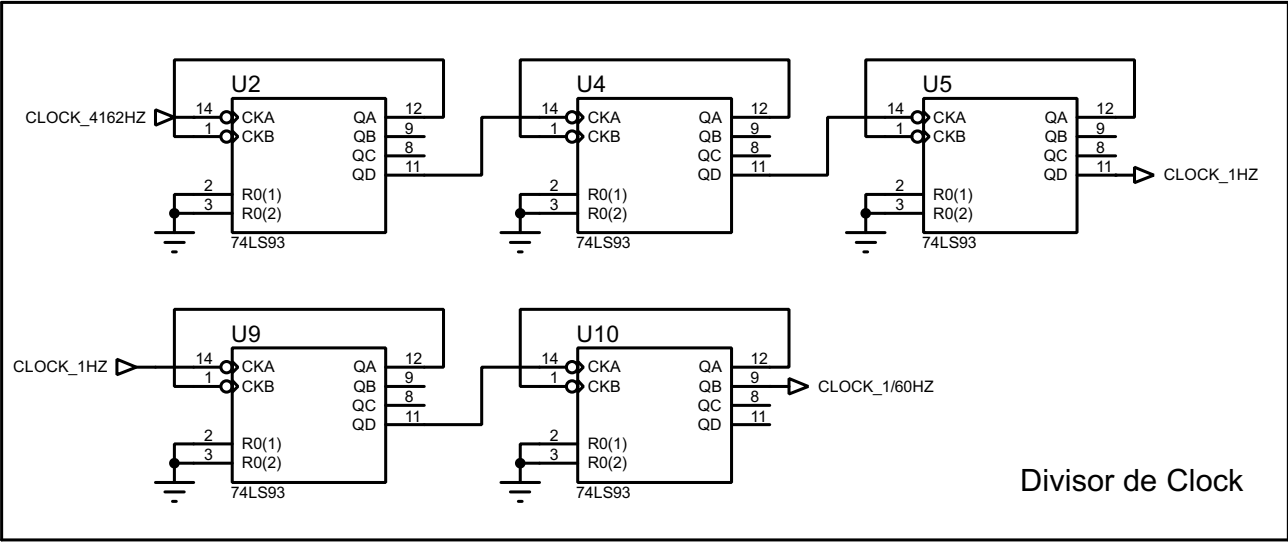 U2
U4
U5
CLOCK_4162HZ
14 CKA QA 12
1 CKB QB 9
QC 8
QD 11
2 R0(1)
3 R0(2)
74LS93
14 CKA QA 12
1 CKB QB 9
QC 8
QD 11
2 R0(1)
3 R0(2)
74LS93
14 CKA QA 12
1 CKB QB 9
QC 8
QD 11
CLOCK_1HZ
2 R0(1)
3 R0(2)
74LS93
U9
U10
CLOCK_1HZ
14 CKA QA 12
1 CKB QB 9
QC 8
QD 11
2 R0(1)
3 R0(2)
74LS93
14 CKA QA 12
1 CKB QB 9
CLOCK_1/60HZ
QC 8
QD 11
2 R0(1)
3 R0(2)
74LS93
Divisor de Clock